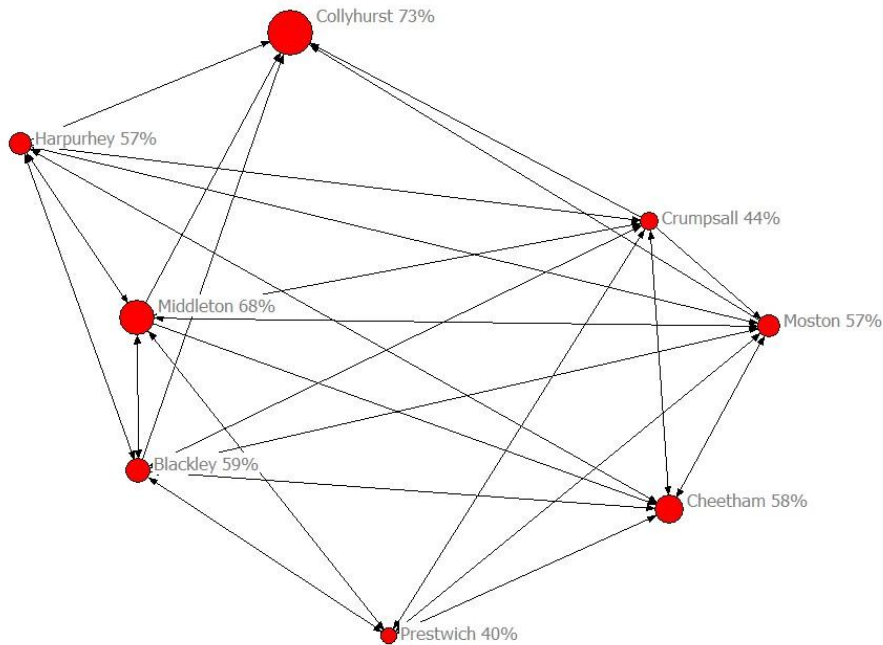 Collyhurst 73%
Harpurhey 57%
Crumpsall 44%
Middleton 68%
Moston 57%
Blackley 59%
Cheetham 58%
Prestwich 40%